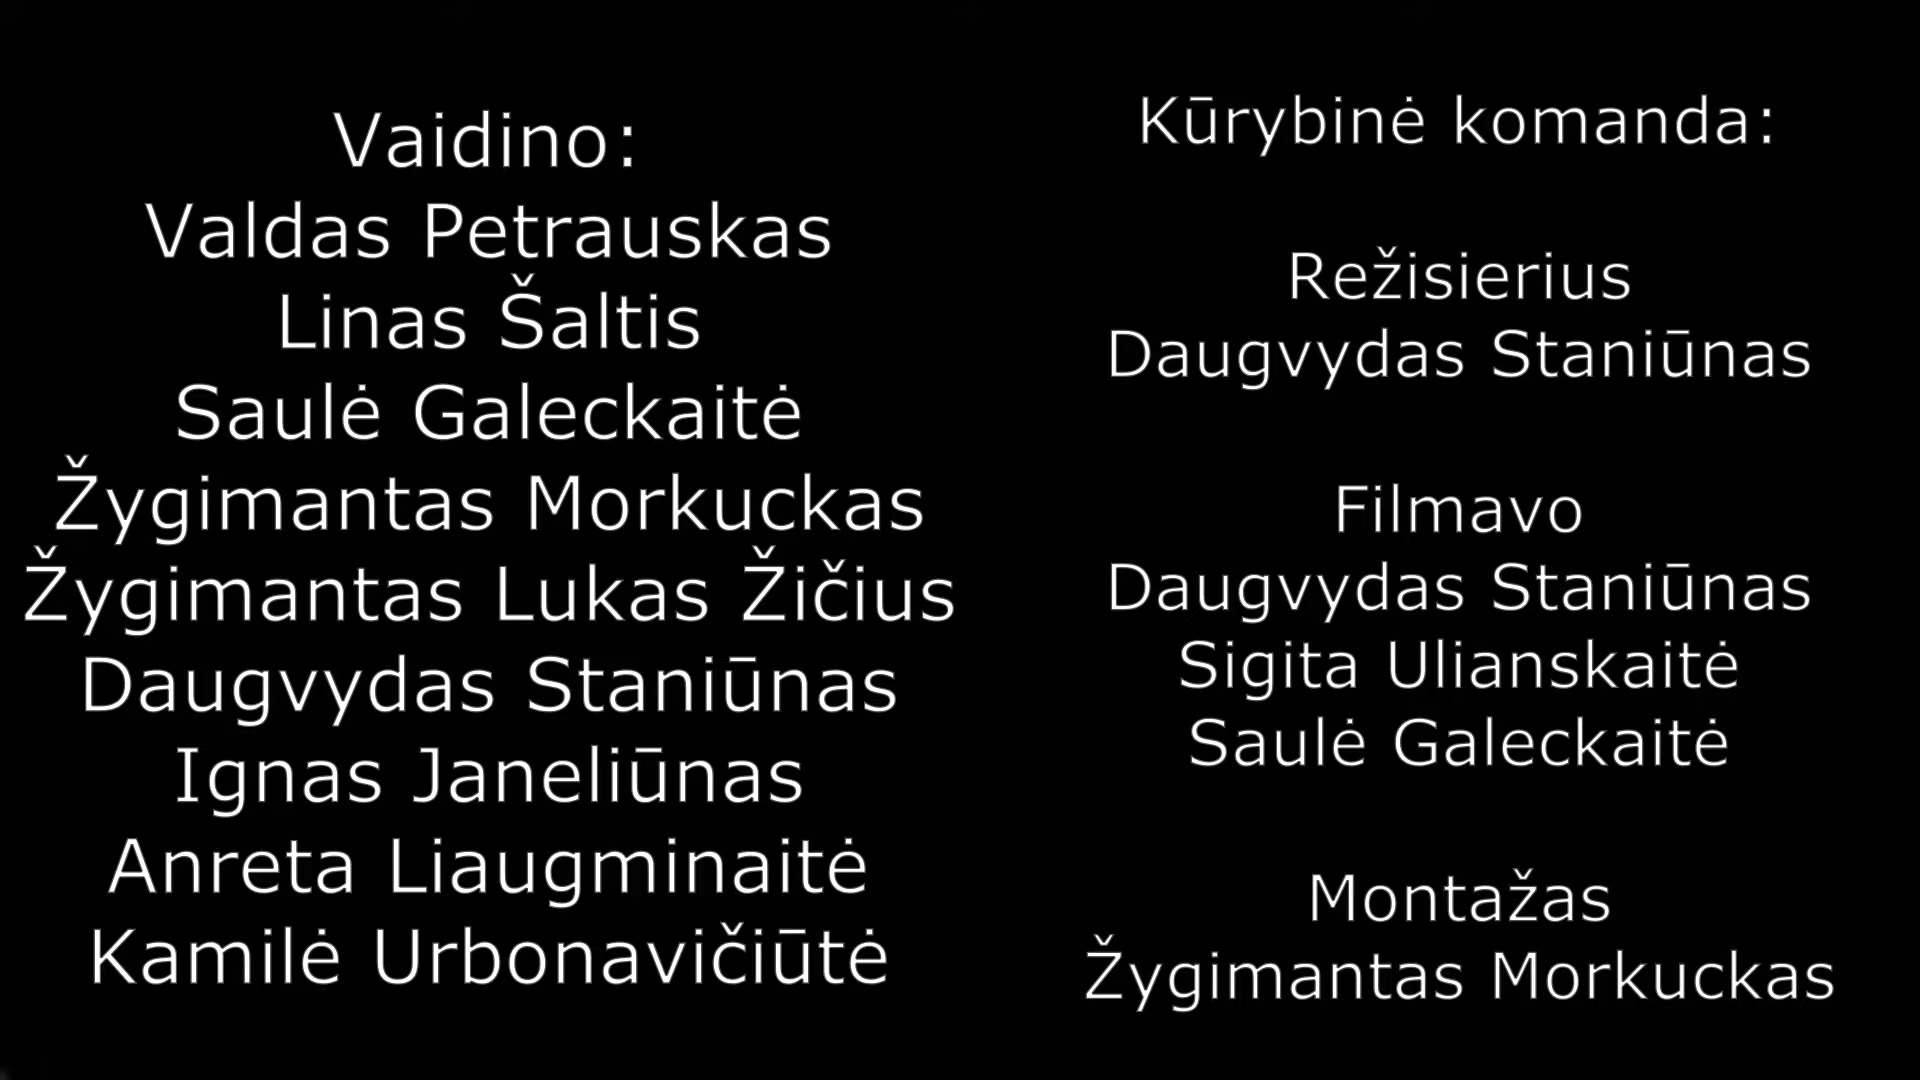 Vaidino:
Valdas Petrauskas
Linas Šaltis
Saulė Galeckaitė
Žygimantas Morkuckas
Žygimantas Lukas Žičius
Daugvydas Staniūnas
Ignas Janeliūnas
Anreta Liaugminaitė
Kamilė Urbonavičiūtė
Kūrybinė komanda:
Režisierius
Daugvydas Staniūnas
Filmavo
Daugvydas Staniūnas
Sigita Ulianskaitė
Saulė Galeckaitė
Montažas
Žygimantas Morkuckas